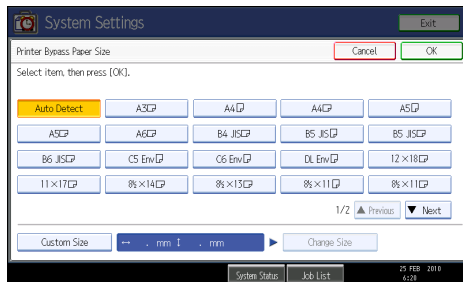 System Settings
Exit
Printer Bypass Paper Size
Cancel
OK
Select item, then press [OK].
Auto Detect
A3
A4
A4
A5
A5
A6
B4 JIS
B5 JIS
B5 JIS
B6 JIS
C5 Env
C6 Env
DL Env
12×18
11×17
8½×14
8½×13
8½×11
8½×11
1/2 ▲ Previous ▼ Next
Custom Size
↔ . mm ↕ . mm
Change Size
System Status
Job List
25 FEB 2010
6:20